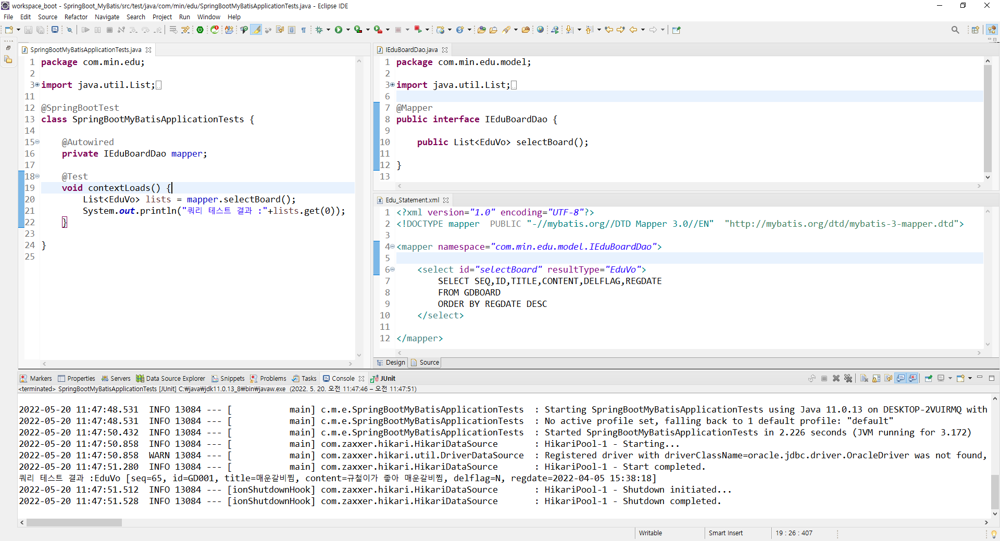 workspace_boot - SpringBoot_MyBatis/src/test/java/com/min/edu/SpringBootMyBatisApplicationTests.java - Eclipse IDE
File Edit Source Refactor Navigate Search Project Run Window Help
SpringBootMyBatisApplicationTests.java
1 package com.min.edu;
2
3 import java.util.List;
11
12 @SpringBootTest
13 class SpringBootMyBatisApplicationTests {
14
15 @Autowired
16 private IEduBoardDao mapper;
17
18 @Test
19 void contextLoads() {
20 List<EduVo> lists = mapper.selectBoard();
21 System.out.println("쿼리 테스트 결과 :"+lists.get(0));
22 }
23
24 }
25
IEduBoardDao.java
1 package com.min.edu.model;
2
3 import java.util.List;
6
7 @Mapper
8 public interface IEduBoardDao {
9
10 public List<EduVo> selectBoard();
11
12 }
13
Edu_Statement.xml
1 <?xml version="1.0" encoding="UTF-8"?>
2 <!DOCTYPE mapper  PUBLIC "-//mybatis.org//DTD Mapper 3.0//EN"  "http://mybatis.org/dtd/mybatis-3-mapper.dtd">
3
4 <mapper namespace="com.min.edu.model.IEduBoardDao">
5
6 <select id="selectBoard" resultType="EduVo">
7 SELECT SEQ,ID,TITLE,CONTENT,DELFLAG,REGDATE
8 FROM GDBOARD
9 ORDER BY REGDATE DESC
10 </select>
11
12 </mapper>
Design Source
Markers Properties Servers Data Source Explorer Snippets Problems Tasks Console JUnit
<terminated> SpringBootMyBatisApplicationTests [JUnit] C:₩java₩jdk11.0.13_8₩bin₩javaw.exe (2022. 5. 20. 오전 11:47:46 – 오전 11:47:51)
2022-05-20 11:47:48.531  INFO 13084 --- [           main] c.m.e.SpringBootMyBatisApplicationTests  : Starting SpringBootMyBatisApplicationTests using Java 11.0.13 on DESKTOP-2VUIRMQ with
2022-05-20 11:47:48.531  INFO 13084 --- [           main] c.m.e.SpringBootMyBatisApplicationTests  : No active profile set, falling back to 1 default profile: "default"
2022-05-20 11:47:50.432  INFO 13084 --- [           main] c.m.e.SpringBootMyBatisApplicationTests  : Started SpringBootMyBatisApplicationTests in 2.226 seconds (JVM running for 3.172)
2022-05-20 11:47:50.858  INFO 13084 --- [           main] com.zaxxer.hikari.HikariDataSource       : HikariPool-1 - Starting...
2022-05-20 11:47:50.858  WARN 13084 --- [           main] com.zaxxer.hikari.util.DriverDataSource  : Registered driver with driverClassName=oracle.jdbc.driver.OracleDriver was not found,
2022-05-20 11:47:51.280  INFO 13084 --- [           main] com.zaxxer.hikari.HikariDataSource       : HikariPool-1 - Start completed.
쿼리 테스트 결과 :EduVo [seq=65, id=GD001, title=매운갈비찜, content=규철이가 좋아 매운갈비찜, delflag=N, regdate=2022-04-05 15:38:18]
2022-05-20 11:47:51.512  INFO 13084 --- [ionShutdownHook] com.zaxxer.hikari.HikariDataSource       : HikariPool-1 - Shutdown initiated...
2022-05-20 11:47:51.528  INFO 13084 --- [ionShutdownHook] com.zaxxer.hikari.HikariDataSource       : HikariPool-1 - Shutdown completed.
Writable Smart Insert 19 : 26 : 407